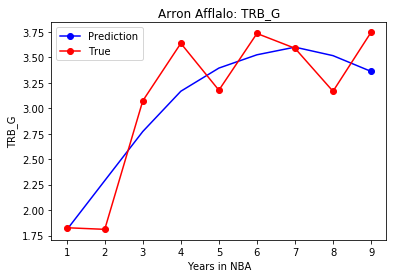 Arron Afflalo: TRB_G
Prediction
True
3.75
3.50
3.25
3.00
2.75
2.50
2.25
2.00
1.75
TRB_G
1 2 3 4 5 6 7 8 9
Years in NBA